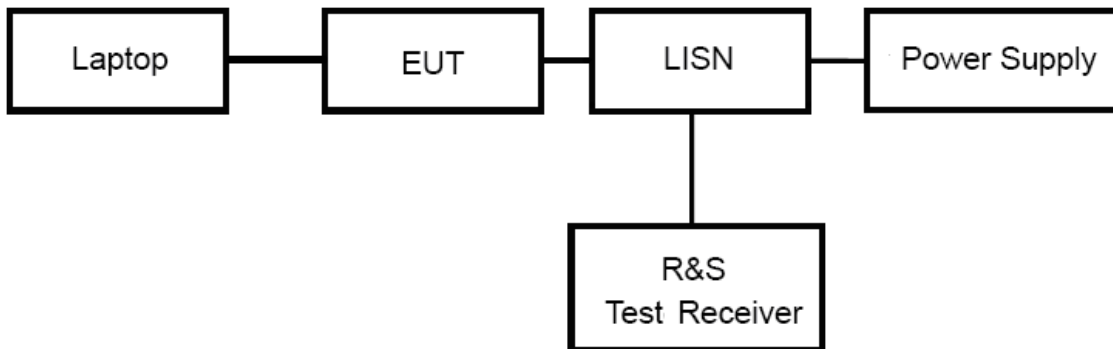 Laptop
EUT
LISN
Power Supply
R&S
Test Receiver